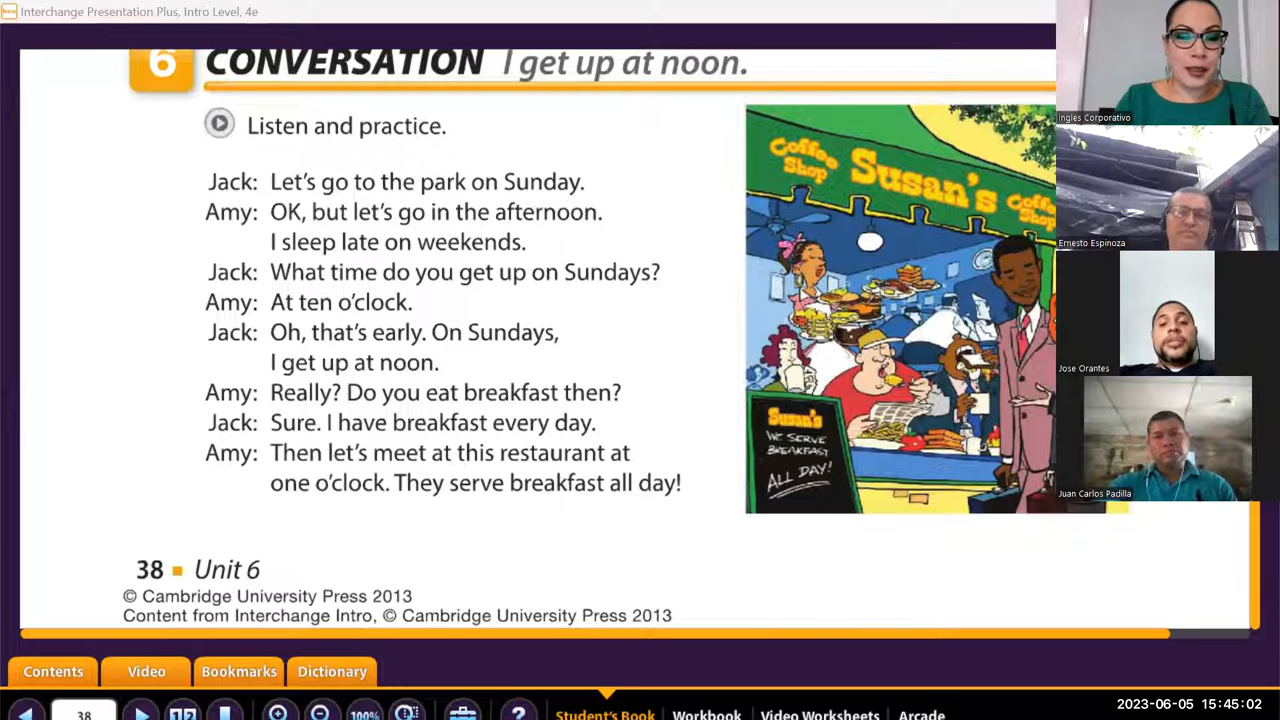 Interchange Presentation Plus, Intro Level, 4e
6 CONVERSATION I get up at noon.
Listen and practice.
Jack: Let's go to the park on Sunday.
Amy: OK, but let's go in the afternoon.
I sleep late on weekends.
Jack: What time do you get up on Sundays?
Amy: At ten o'clock.
Jack: Oh, that's early. On Sundays,
I get up at noon.
Amy: Really? Do you eat breakfast then?
Jack: Sure. I have breakfast every day.
Amy: Then let's meet at this restaurant at
one o'clock. They serve breakfast all day!
Coffee
Shop
Susan's
Coffee
Shop
Susan's
WE SERVE
BREAKFAST
ALL DAY!
38 Unit 6
© Cambridge University Press 2013
Content from Interchange Intro, © Cambridge University Press 2013
Ingles Corporativo
Ernesto Espinoza
Jose Orantes
Juan Carlos Padilla
Contents
Video
Bookmarks
Dictionary
38
1 2
100%
?
Student's Book
Workbook
Video Worksheets
Arcade
2023-06-05 15:45:02